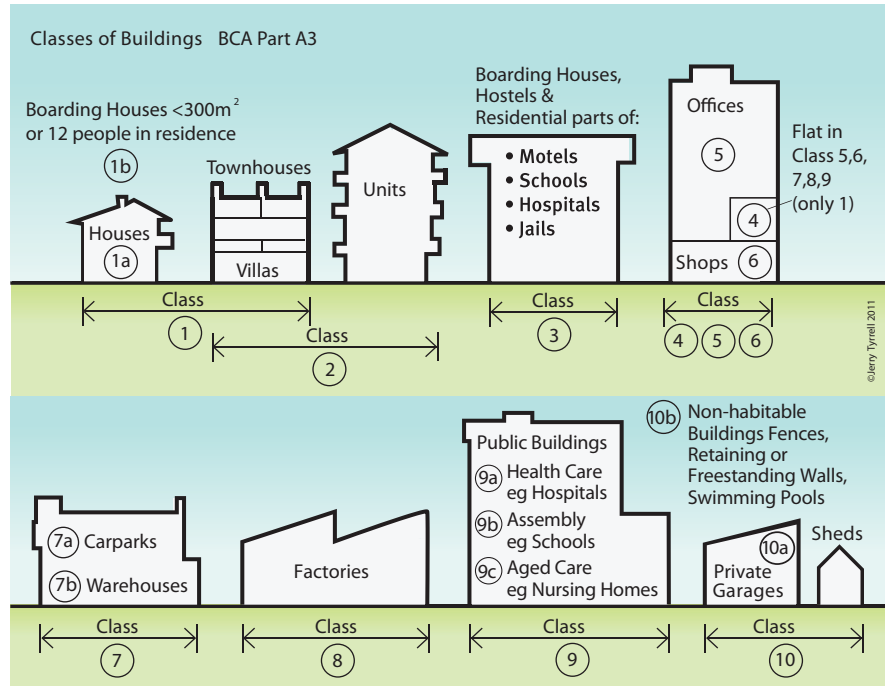 Classes of Buildings BCA Part A3
Boarding Houses <300m²
or 12 people in residence
1b
Houses
1a
Townhouses
Villas
Units
Boarding Houses,
Hostels &
Residential parts of:
• Motels
• Schools
• Hospitals
• Jails
Offices
5
4
Shops 6
Flat in
Class 5,6,
7,8,9
(only 1)
Class
1
Class
2
Class
3
Class
4 5 6
©Jerry Tyrrell 2011
7a Carparks
7b Warehouses
Factories
Public Buildings
9a Health Care
eg Hospitals
9b Assembly
eg Schools
9c Aged Care
eg Nursing Homes
10b Non-habitable
Buildings Fences,
Retaining or
Freestanding Walls,
Swimming Pools
10a
Private
Garages
Sheds
Class
7
Class
8
Class
9
Class
10